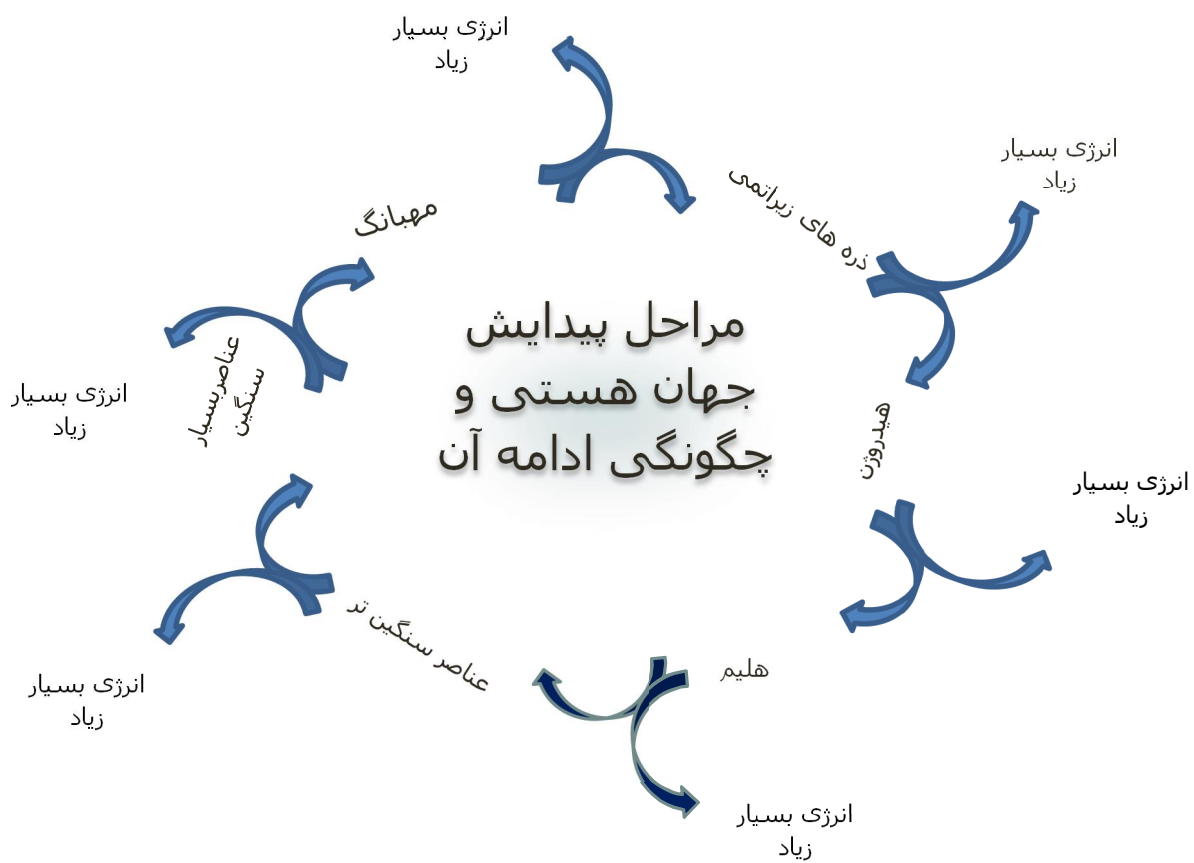 مراحل پیدایش
جهان هستی و
چگونگی ادامه آن
مهبانگ
انرژی بسیار
زیاد
ذره های زیراتمی
انرژی بسیار
زیاد
هیدروژن
انرژی بسیار
زیاد
هلیم
انرژی بسیار
زیاد
عناصر سنگین تر
انرژی بسیار
زیاد
عناصربسیار
سنگین
انرژی بسیار
زیاد